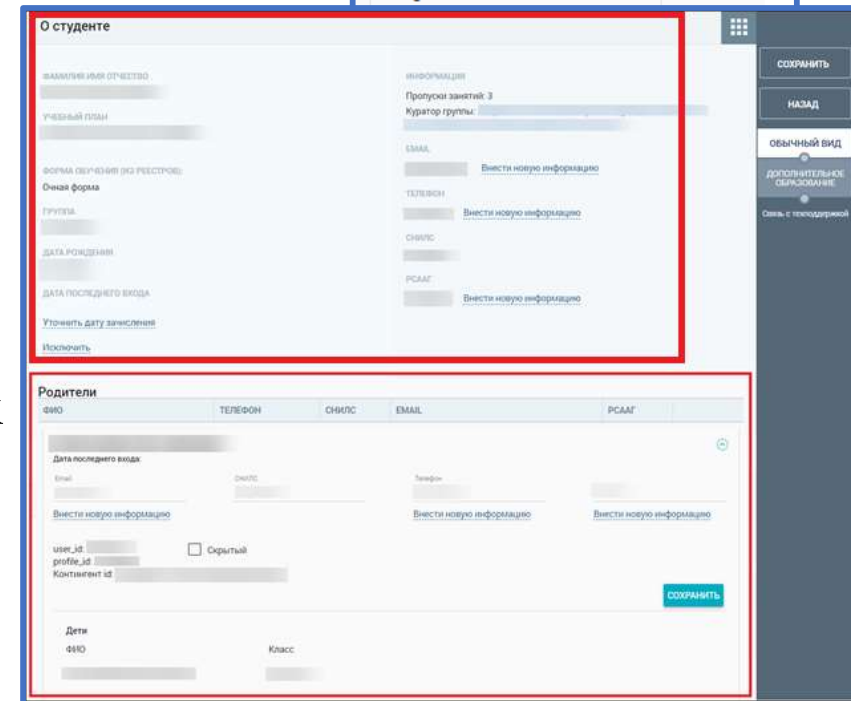 О студенте
ФАМИЛИЯ ИМЯ ОТЧЕСТВО
УЧЕБНЫЙ ПЛАН
ФОРМА ОБУЧЕНИЯ (ИЗ РЕЕСТРОВ):
Очная форма
ГРУППА
ДАТА РОЖДЕНИЯ
ДАТА ПОСЛЕДНЕГО ВХОДА
Уточнить дату зачисления
Исключить
ИНФОРМАЦИЯ
Пропуски занятий: 3
Куратор группы:
EMAIL
Внести новую информацию
ТЕЛЕФОН
Внести новую информацию
СНИЛС
РСААГ
Внести новую информацию
СОХРАНИТЬ
НАЗАД
ОБЫЧНЫЙ ВИД
ДОПОЛНИТЕЛЬНОЕ
ОБРАЗОВАНИЕ
Связь с техподдержкой
Родители
ФИО ТЕЛЕФОН СНИЛС EMAIL РСААГ
Дата последнего входа:
Email СНИЛС Телефон
Внести новую информацию Внести новую информацию Внести новую информацию
user_id: Скрытый
profile_id:
Контингент id:
СОХРАНИТЬ
Дети
ФИО Класс